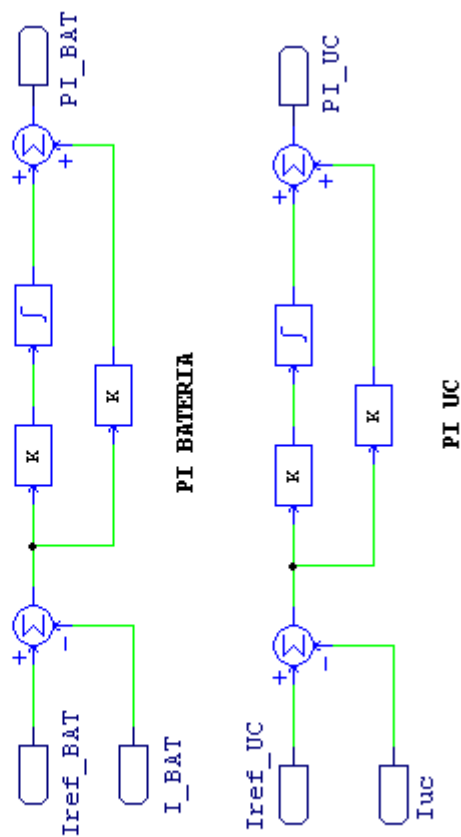 Iref_BAT
I_BAT
+
-
Σ
K
∫
K
+
+
Σ
PI_BAT
PI BATERIA
Iref_UC
Iuc
+
-
Σ
K
∫
K
+
+
Σ
PI_UC
PI UC